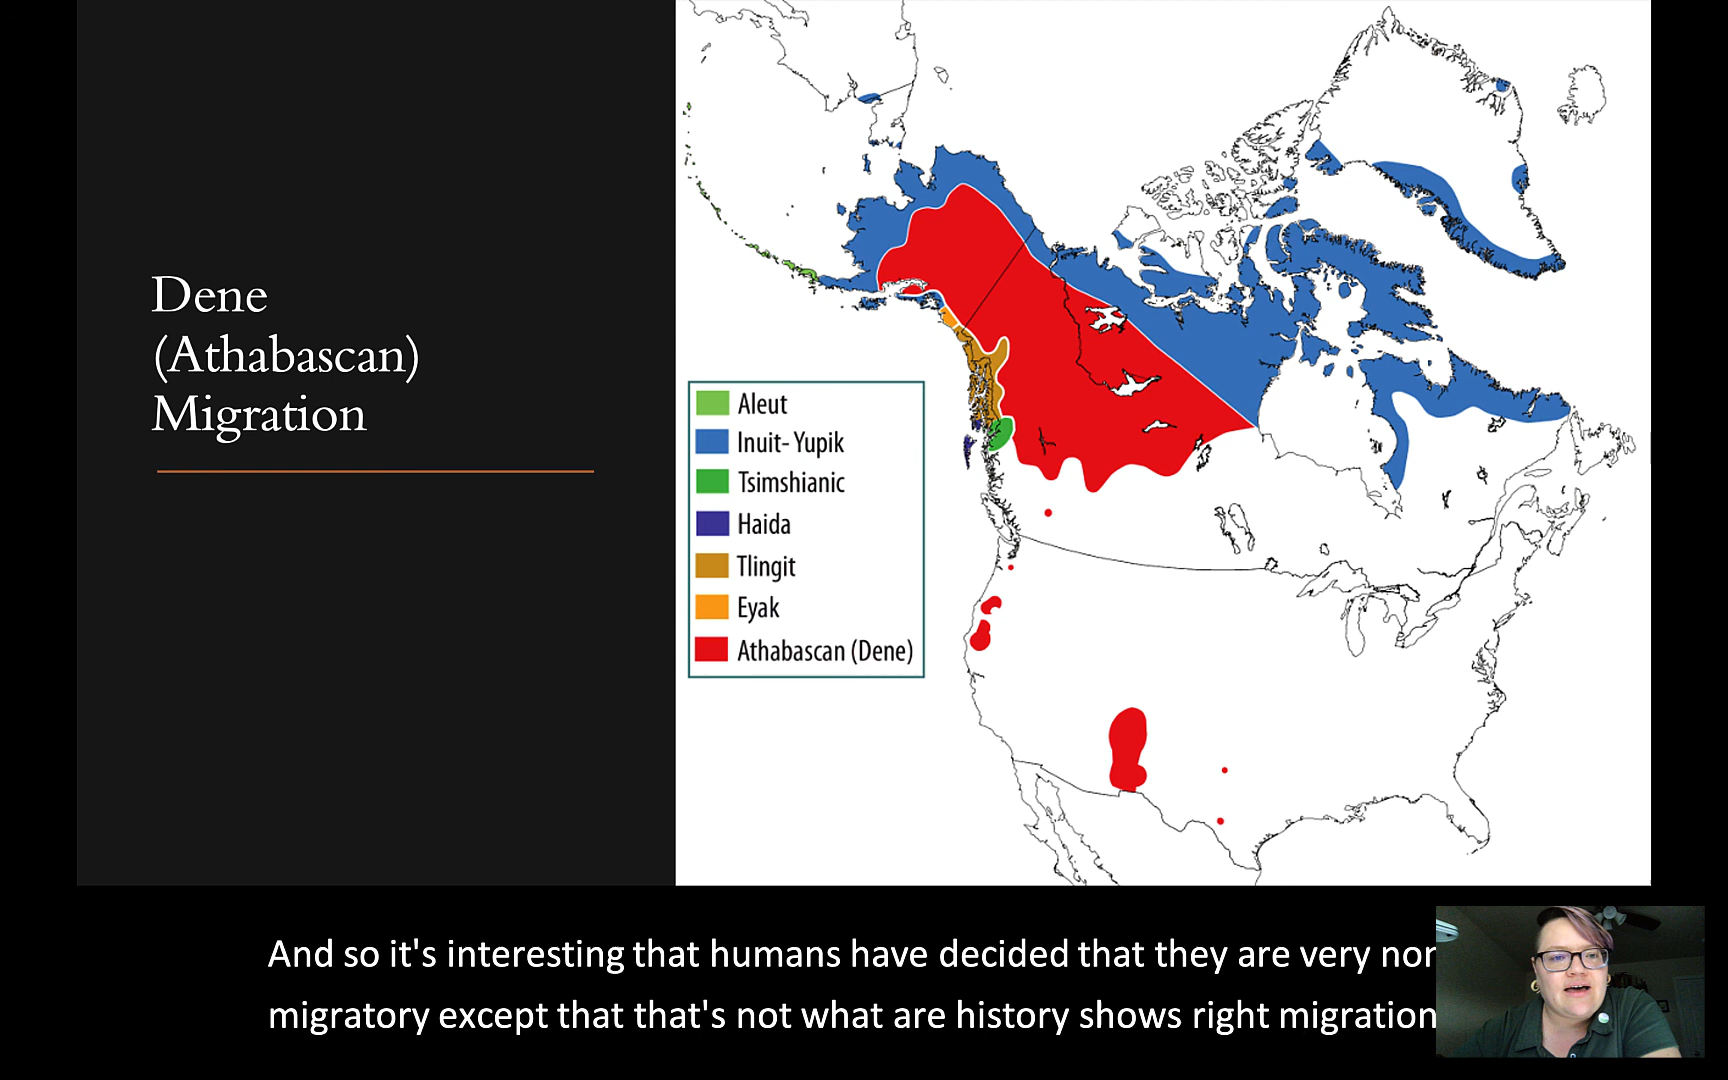 Dene
(Athabascan)
Migration
Aleut
Inuit-Yupik
Tsimshianic
Haida
Tlingit
Eyak
Athabascan (Dene)
And so it's interesting that humans have decided that they are very
migratory except that that's not what are history shows right migration